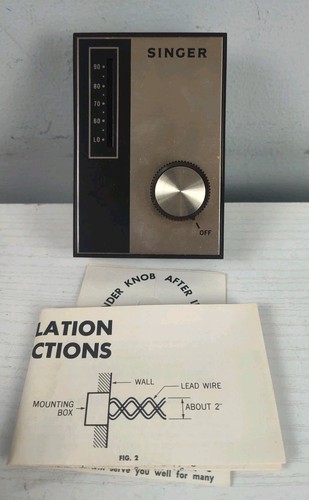 SINGER
90
80
70
60
LO
OFF
UNDER KNOB AFTER
LATION
CTIONS
WALL
LEAD WIRE
MOUNTING
BOX
ABOUT 2"
FIG. 2
serve you well for many